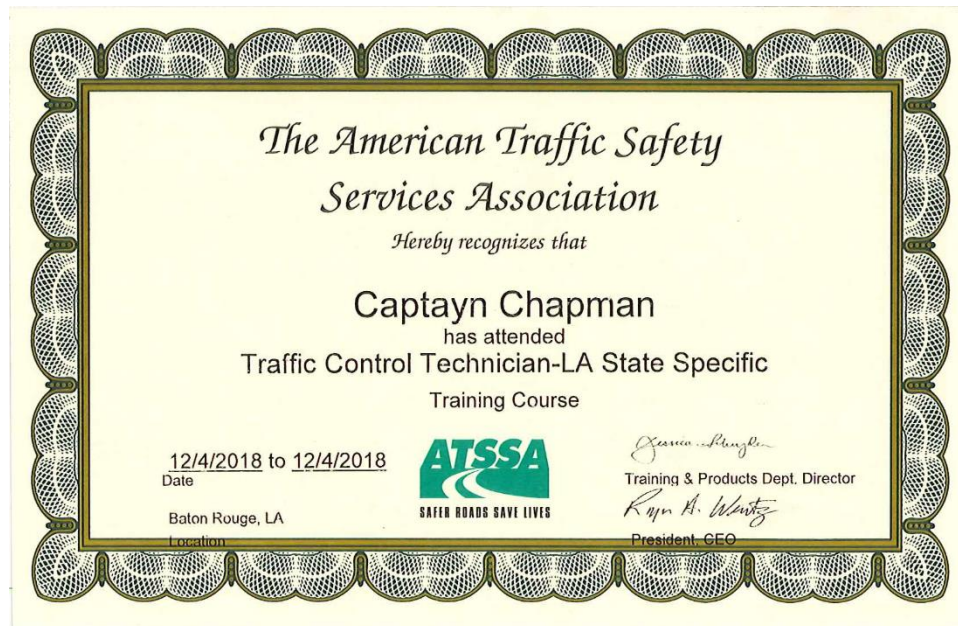 The American Traffic Safety
Services Association
Hereby recognizes that
Captayn Chapman
has attended
Traffic Control Technician-LA State Specific
Training Course
12/4/2018 to 12/4/2018
Date
Baton Rouge, LA
Location
ATSSA
SAFER ROADS SAVE LIVES
Training & Products Dept. Director
President, CEO